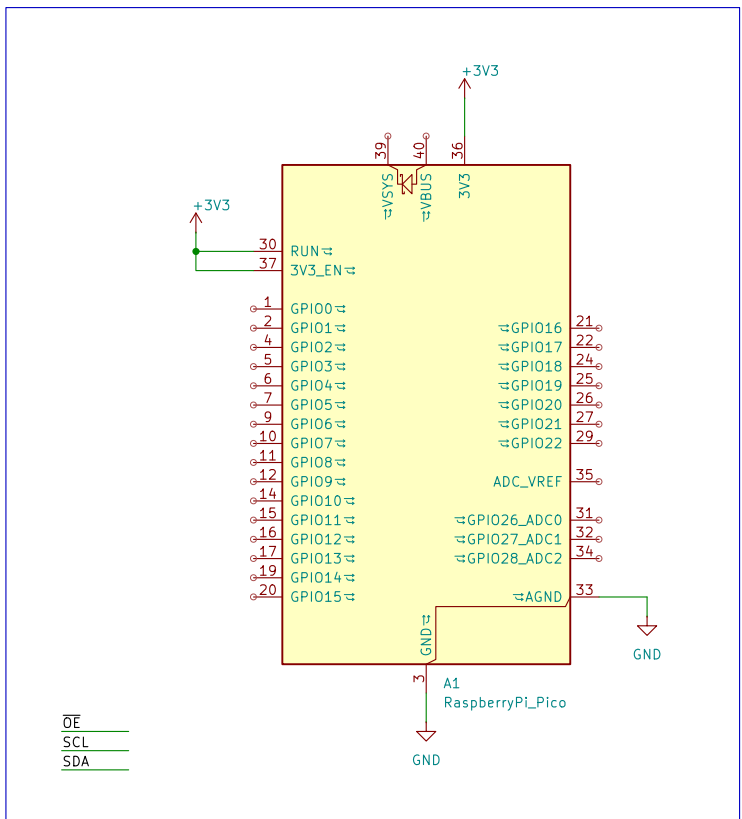 +3V3
39
40
36
VSYS
VBUS
3V3
+3V3
30 RUN
37 3V3_EN
1 GPIO0
2 GPIO1
GPIO16 21
4 GPIO2
GPIO17 22
5 GPIO3
GPIO18 24
6 GPIO4
GPIO19 25
7 GPIO5
GPIO20 26
9 GPIO6
GPIO21 27
10 GPIO7
GPIO22 29
11 GPIO8
12 GPIO9
ADC_VREF 35
14 GPIO10
15 GPIO11
GPIO26_ADC0 31
16 GPIO12
GPIO27_ADC1 32
17 GPIO13
GPIO28_ADC2 34
19 GPIO14
20 GPIO15
AGND 33
GND
GND
3
A1
RaspberryPi_Pico
GND
OE
SCL
SDA